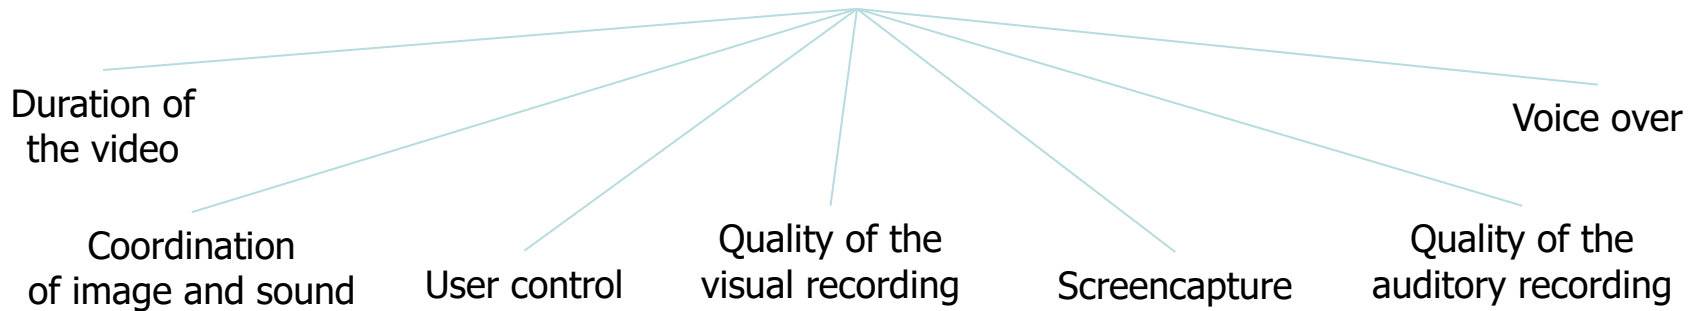 Duration of
the video
Voice over
Coordination
of image and sound
User control
Quality of the
visual recording
Screencapture
Quality of the
auditory recording